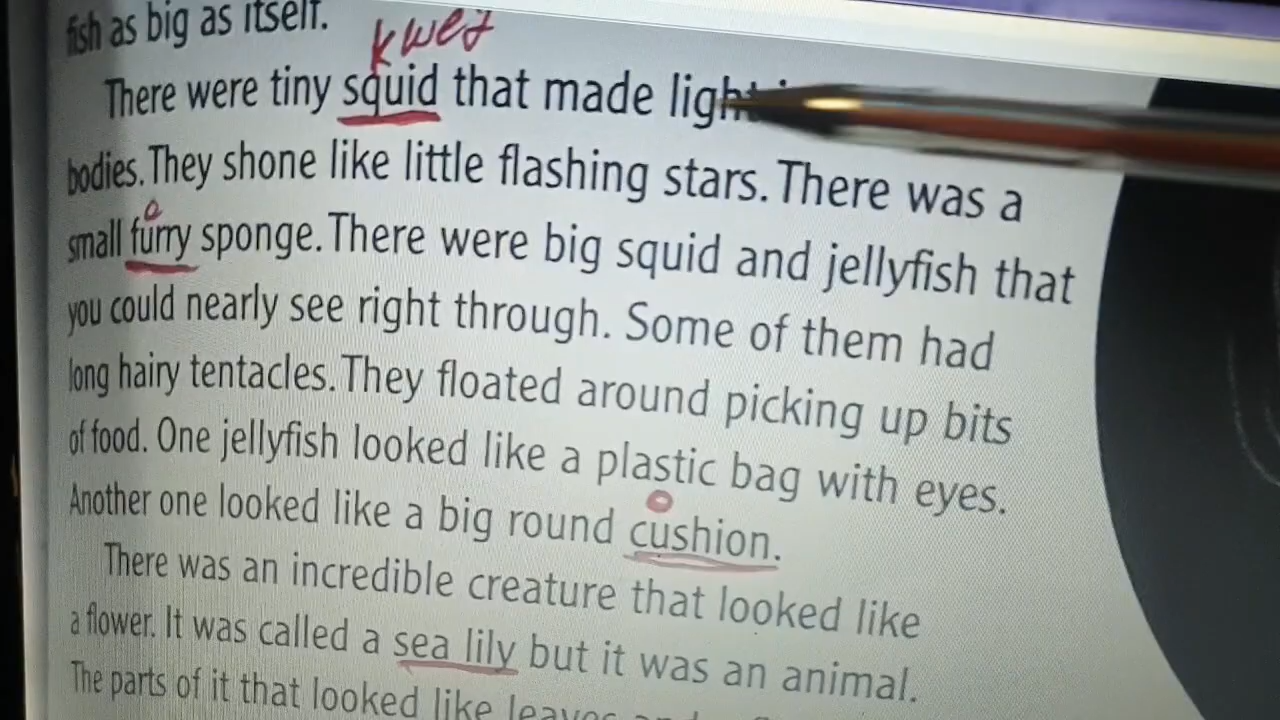 fish as big as itself.
There were tiny squid that made light
bodies. They shone like little flashing stars. There was a
small furry sponge. There were big squid and jellyfish that
you could nearly see right through. Some of them had
long hairy tentacles. They floated around picking up bits
of food. One jellyfish looked like a plastic bag with eyes.
Another one looked like a big round cushion.
There was an incredible creature that looked like
a flower. It was called a sea lily but it was an animal.
The parts of it that looked like leaves